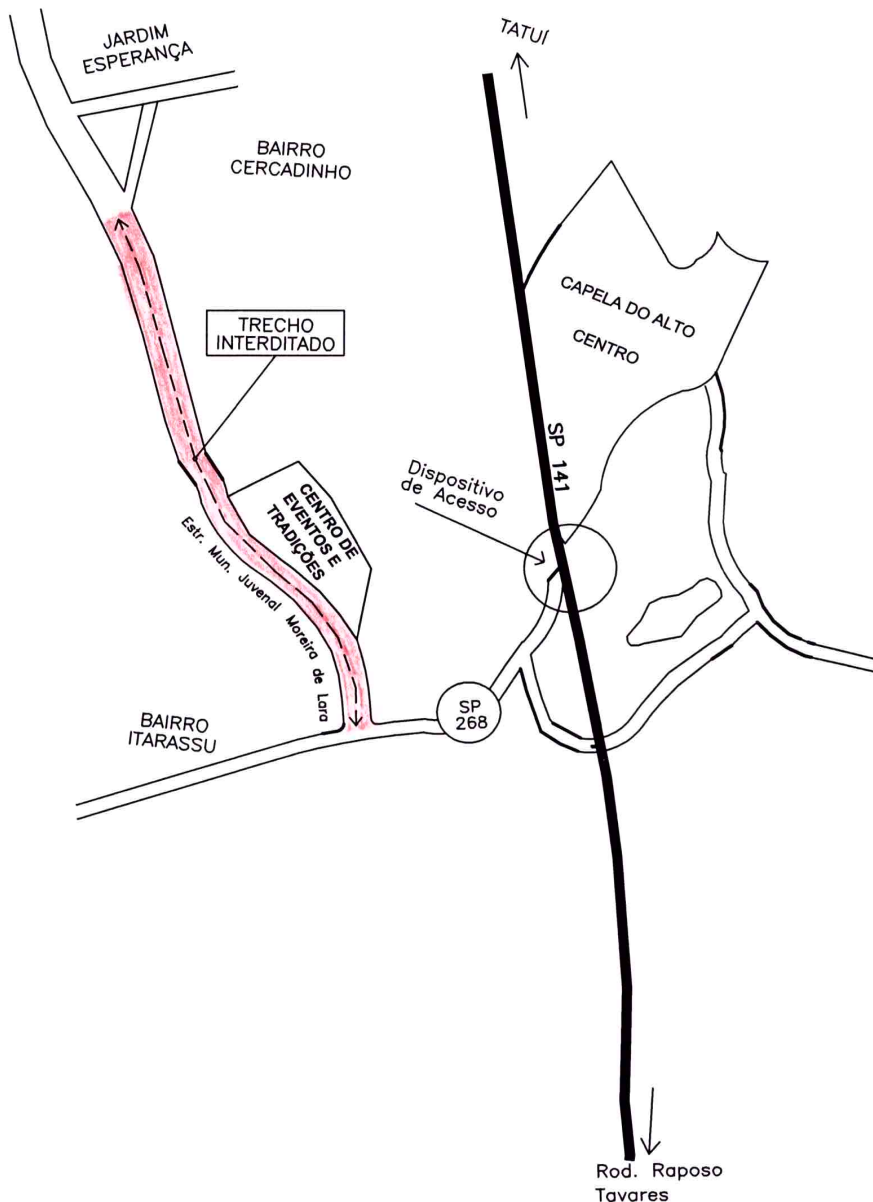 JARDIM
ESPERANÇA
TATUÍ
BAIRRO
CERCADINHO
CAPELA DO ALTO
CENTRO
TRECHO
INTERDITADO
SP 141
Dispositivo
de Acesso
CENTRO DE
EVENTOS E
TRADIÇÕES
Estr. Mun. Juvenal Moreira de Lara
SP
268
BAIRRO
ITARASSU
Rod. Raposo
Tavares